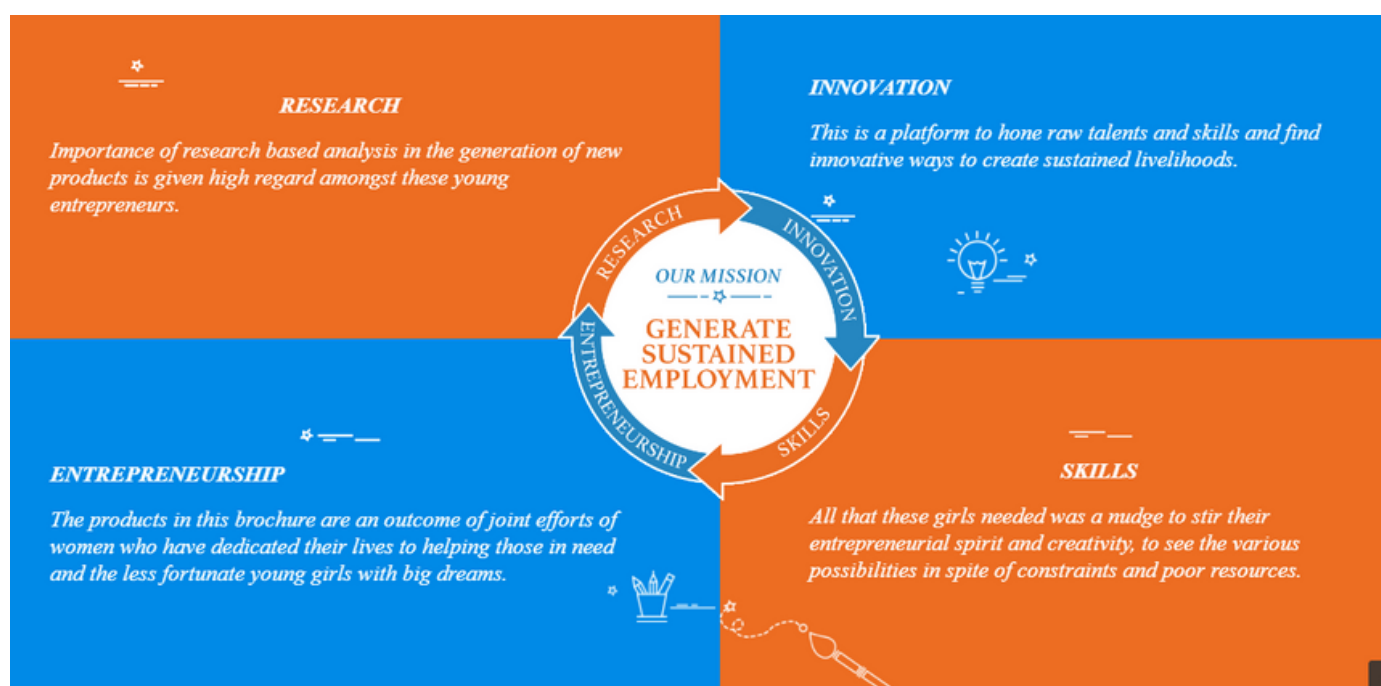 RESEARCH
Importance of research based analysis in the generation of new
products is given high regard amongst these young
entrepreneurs.
INNOVATION
This is a platform to hone raw talents and skills and find
innovative ways to create sustained livelihoods.
RESEARCH
INNOVATION
SKILLS
ENTREPRENEURSHIP
OUR MISSION
GENERATE
SUSTAINED
EMPLOYMENT
ENTREPRENEURSHIP
The products in this brochure are an outcome of joint efforts of
women who have dedicated their lives to helping those in need
and the less fortunate young girls with big dreams.
SKILLS
All that these girls needed was a nudge to stir their
entrepreneurial spirit and creativity, to see the various
possibilities in spite of constraints and poor resources.